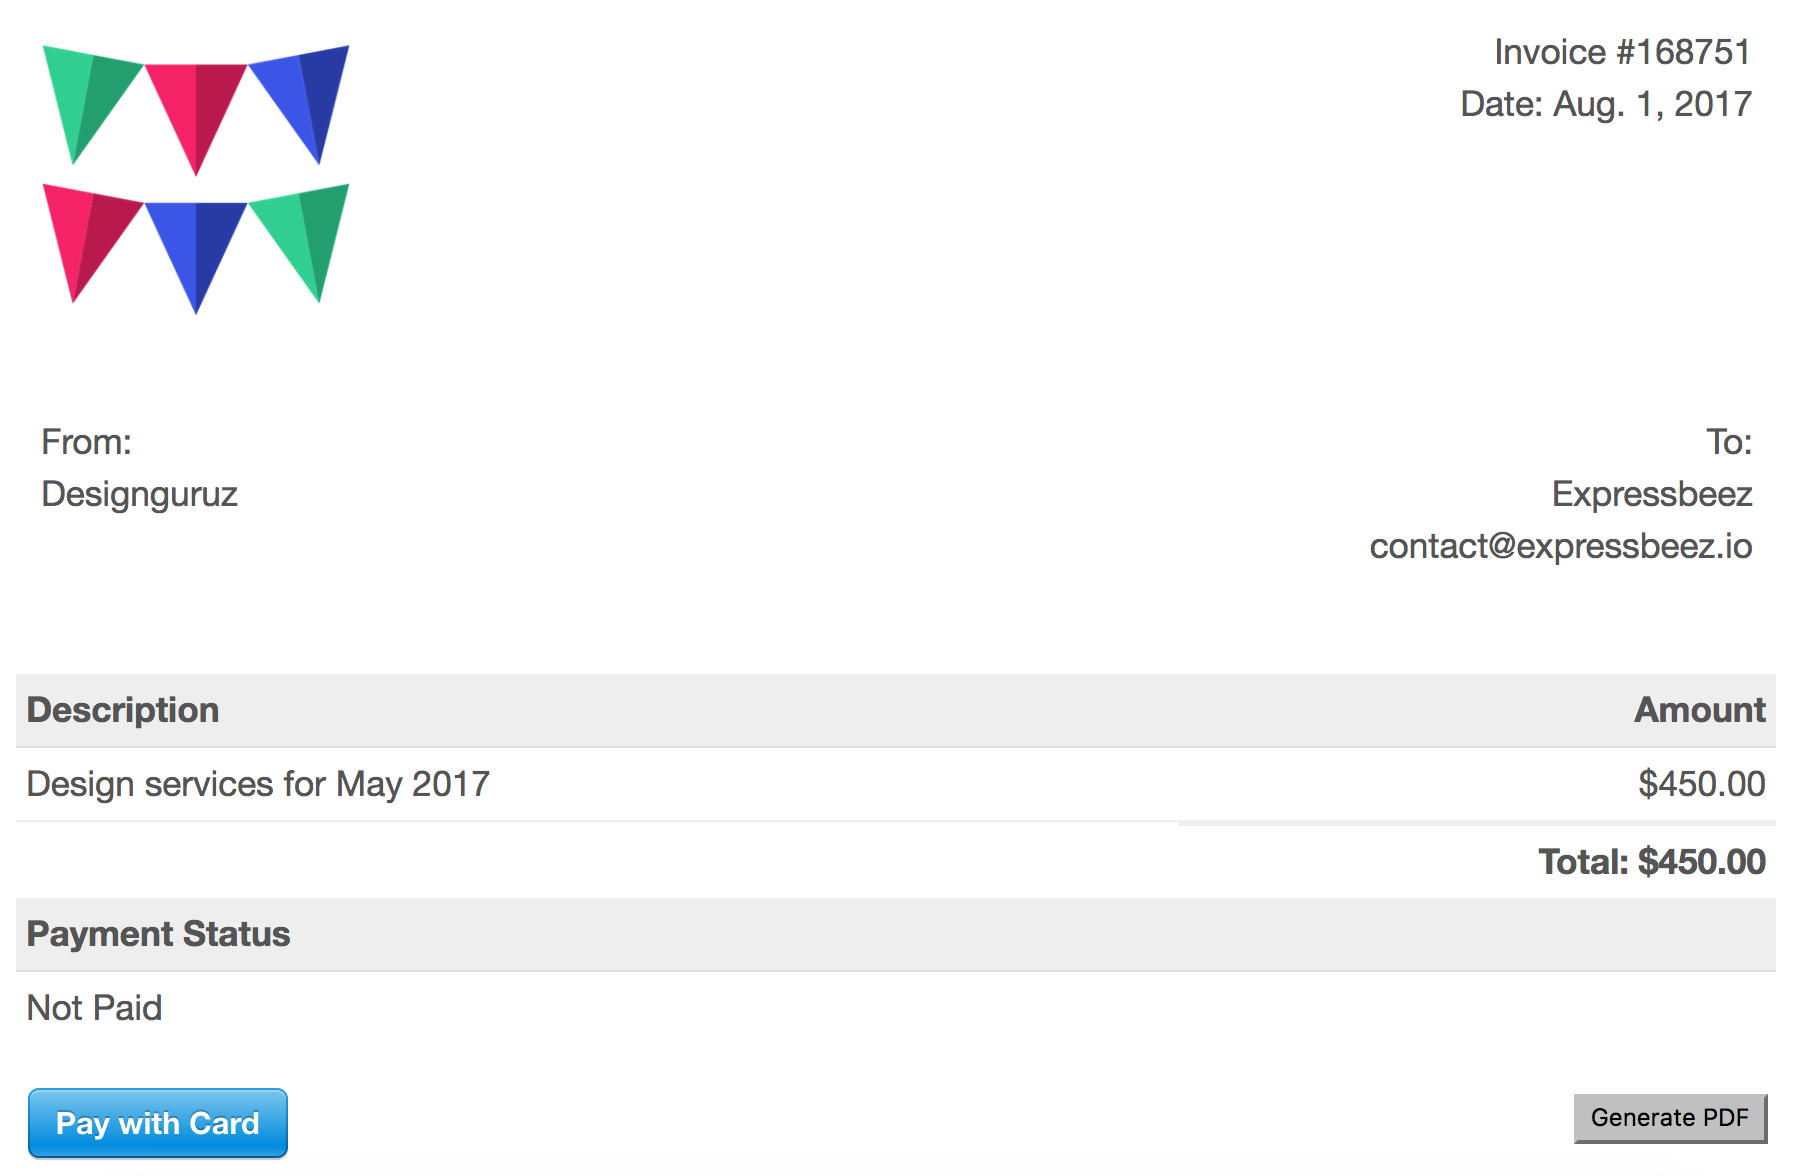 Invoice #168751
Date: Aug. 1, 2017
From:
Designguruz
To:
Expressbeez
contact@expressbeez.io
Description Amount
Design services for May 2017 $450.00
Total: $450.00
Payment Status
Not Paid
Pay with Card
Generate PDF